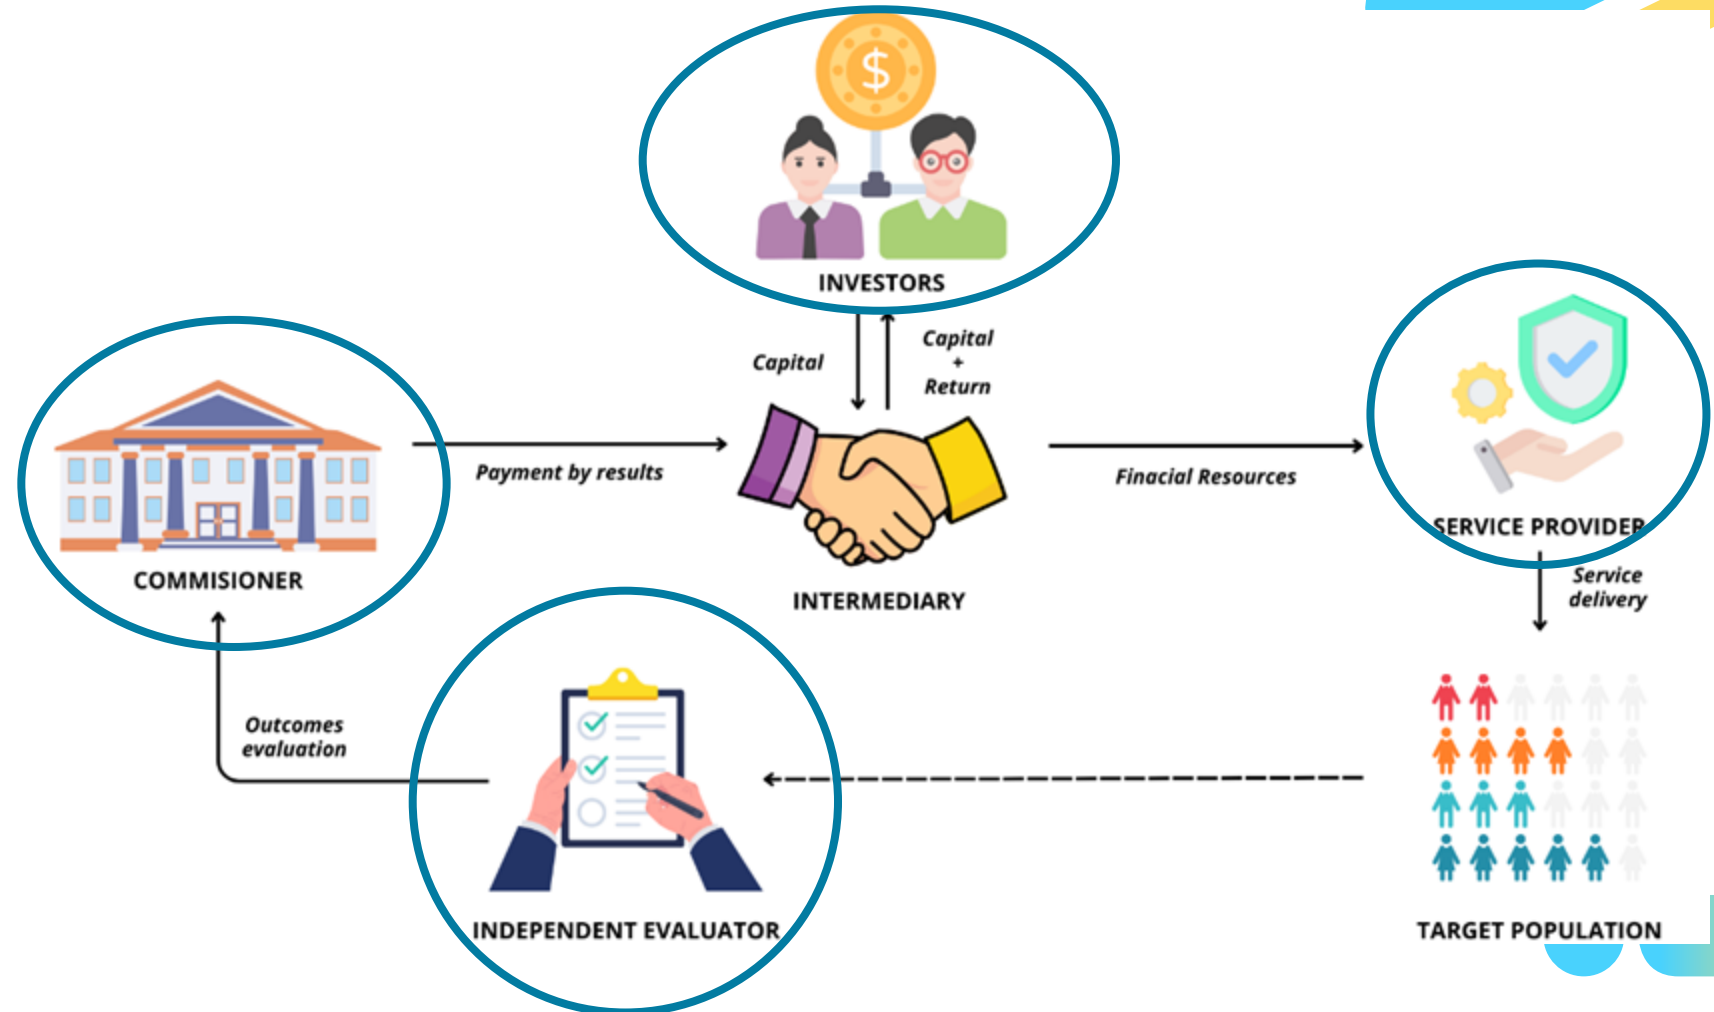 $
INVESTORS
Capital
Capital
+
Return
Payment by results
Finacial Resources
SERVICE PROVIDER
COMMISIONER
Service
delivery
INTERMEDIARY
Outcomes
evaluation
INDEPENDENT EVALUATOR
TARGET POPULATION